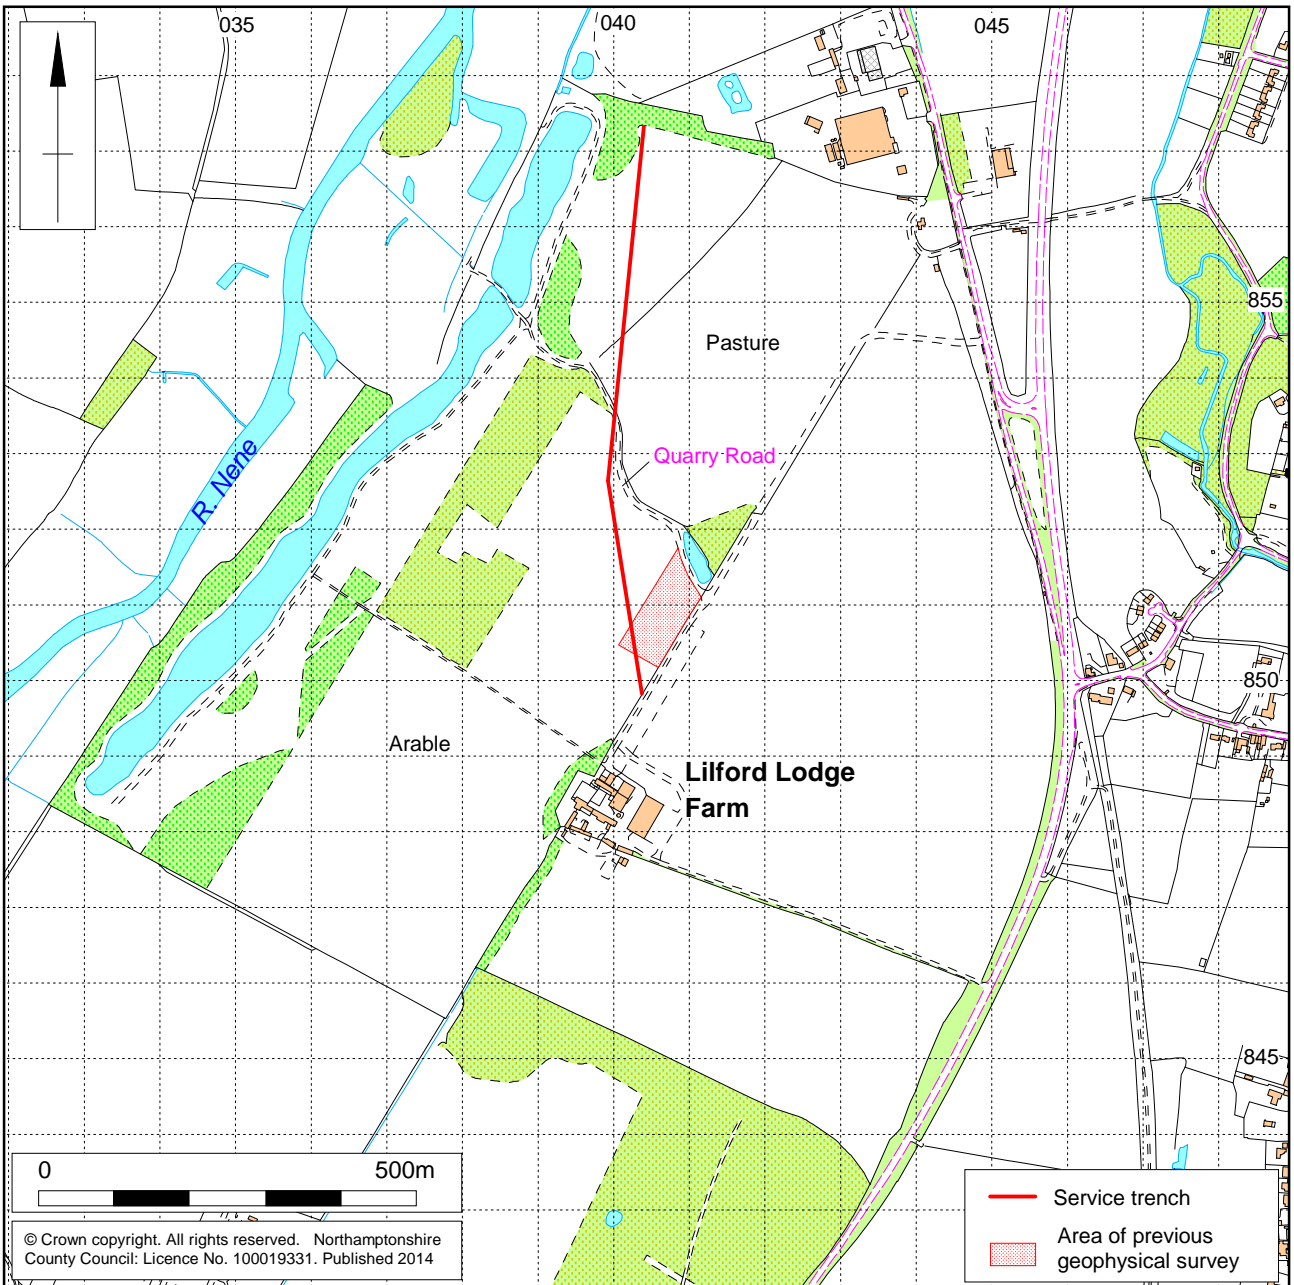 035
040
045
855
Pasture
Quarry Road
R. Nene
850
Arable
Lilford Lodge
Farm
845
0
500m
Service trench
Area of previous
geophysical survey
© Crown copyright. All rights reserved. Northamptonshire
County Council: Licence No. 100019331. Published 2014